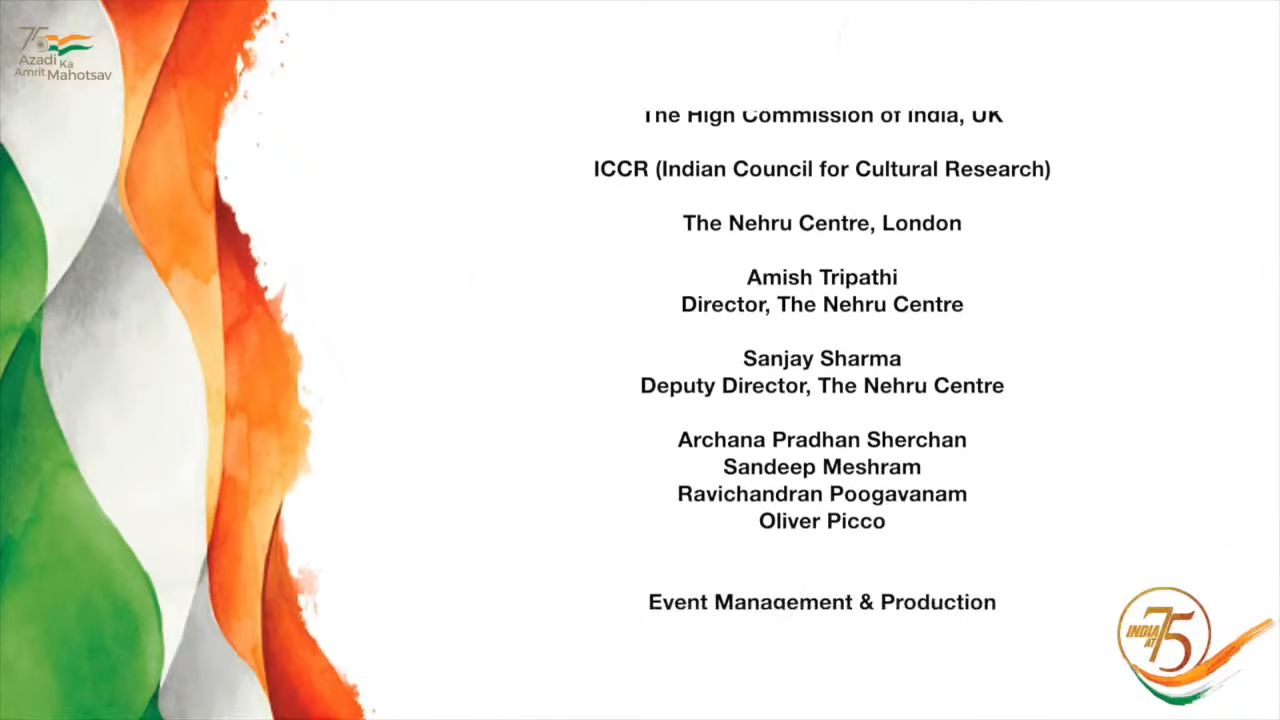 75
Azadi Ka
Amrit Mahotsav
The High Commission of India, UK
ICCR (Indian Council for Cultural Research)
The Nehru Centre, London
Amish Tripathi
Director, The Nehru Centre
Sanjay Sharma
Deputy Director, The Nehru Centre
Archana Pradhan Sherchan
Sandeep Meshram
Ravichandran Poogavanam
Oliver Picco
Event Management & Production
INDIA AT 75